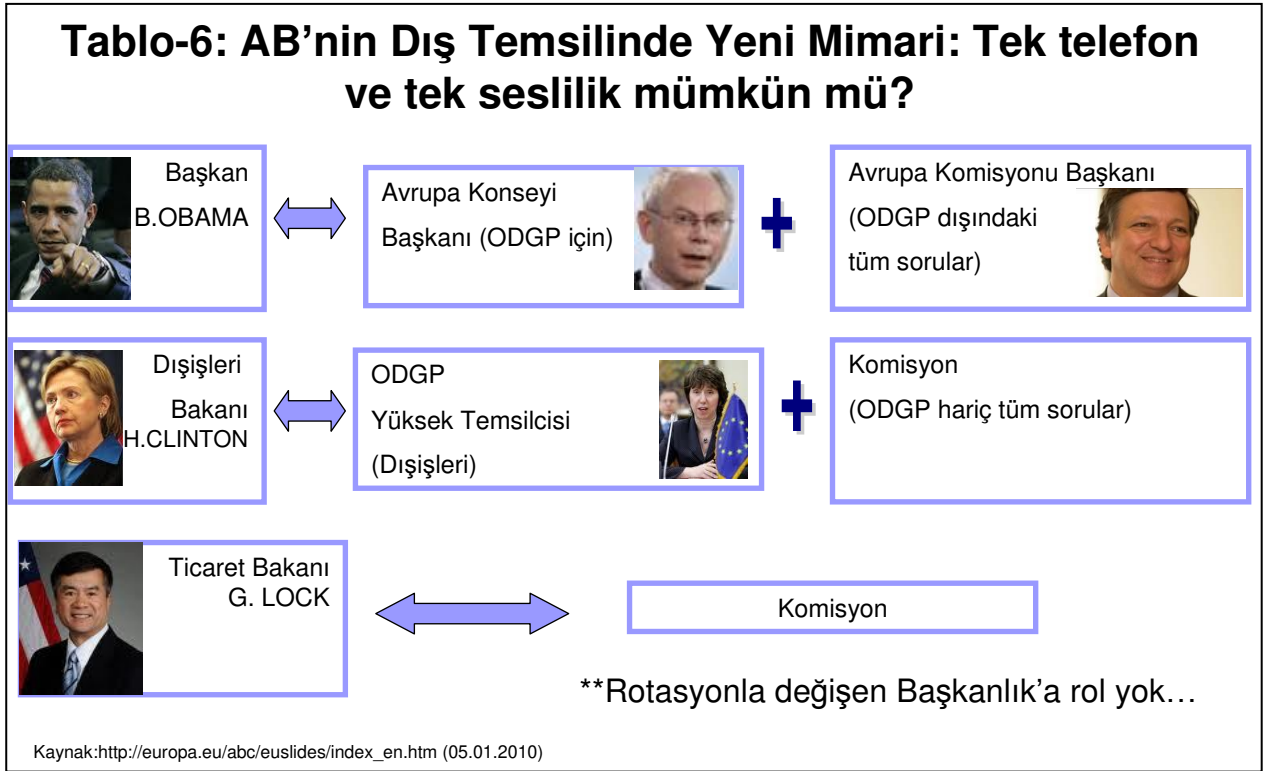 Tablo-6: AB’nin Dış Temsilinde Yeni Mimari: Tek telefon
ve tek seslilik mümkün mü?
Başkan
B.OBAMA
Avrupa Konseyi
Başkanı (ODGP için)
Avrupa Komisyonu Başkanı
(ODGP dışındaki
tüm sorular)
Dışişleri
Bakanı
H.CLINTON
ODGP
Yüksek Temsilcisi
(Dışişleri)
Komisyon
(ODGP hariç tüm sorular)
Ticaret Bakanı
G. LOCK
Komisyon
**Rotasyonla değişen Başkanlık’a rol yok…
Kaynak:http://europa.eu/abc/euslides/index_en.htm (05.01.2010)